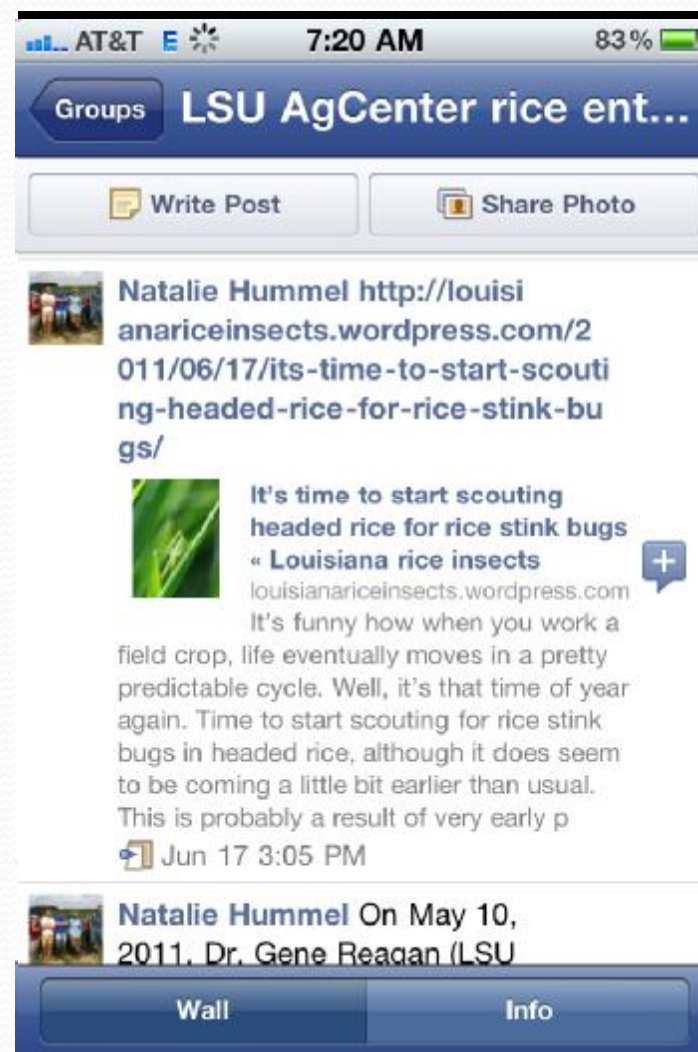 AT&T E 7:20 AM 83%
Groups LSU AgCenter rice ent...
Write Post Share Photo
Natalie Hummel http://louisi
anariceinsects.wordpress.com/2
011/06/17/its-time-to-start-scouti
ng-headed-rice-for-rice-stink-bu
gs/
It's time to start scouting
headed rice for rice stink bugs
« Louisiana rice insects
louisianariceinsects.wordpress.com
It's funny how when you work a
field crop, life eventually moves in a pretty
predictable cycle. Well, it's that time of year
again. Time to start scouting for rice stink
bugs in headed rice, although it does seem
to be coming a little bit earlier than usual.
This is probably a result of very early p
Jun 17 3:05 PM
Natalie Hummel On May 10,
2011, Dr. Gene Reagan (LSU
Wall Info